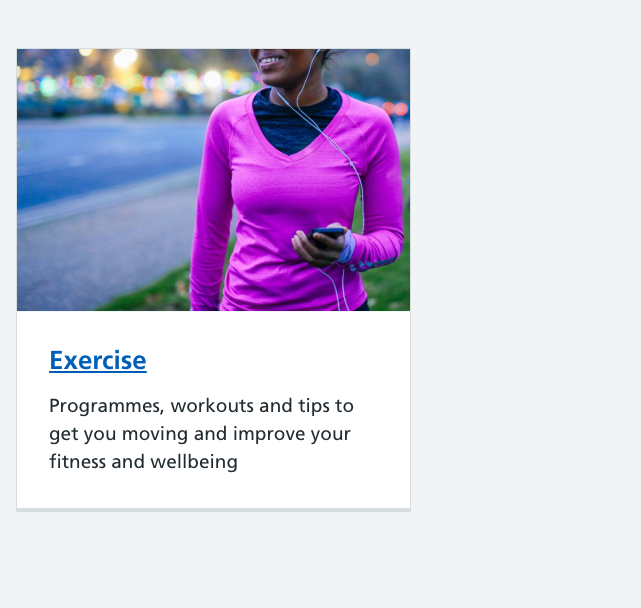 Exercise
Programmes, workouts and tips to
get you moving and improve your
fitness and wellbeing